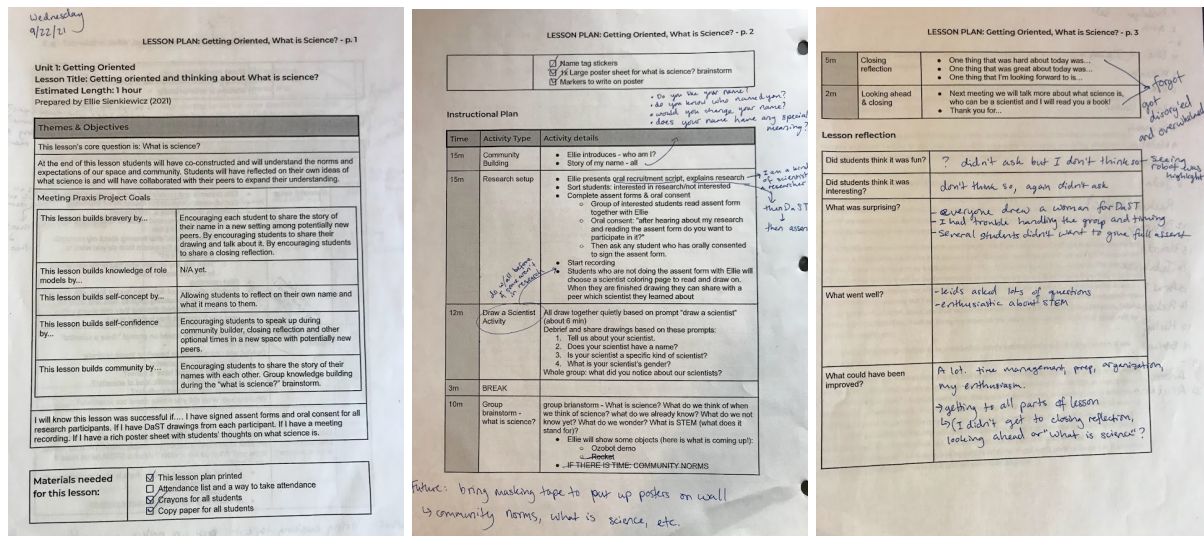 Wednesday
9/22/21
LESSON PLAN: Getting Oriented, What is Science? - p. 1
Unit 1: Getting Oriented
Lesson Title: Getting oriented and thinking about What is science?
Estimated Length: 1 hour
Prepared by Ellie Sienkiewicz (2021)
Themes & Objectives
This lesson's core question is: What is science?
At the end of this lesson students will have co-constructed and will understand the norms and
expectations of our space and community. Students will have reflected on their own ideas of
what science is and will have collaborated with their peers to expand their understanding.
Meeting Praxis Project Goals
This lesson builds bravery by...
Encouraging each student to share the story of
their name in a new setting among potentially new
peers. By encouraging students to share their
drawing and talk about it. By encouraging students
to share a closing reflection.
This lesson builds knowledge of role
models by...
N/A yet.
This lesson builds self-concept by...
Allowing students to reflect on their own name and
what it means to them.
This lesson builds self-confidence
by...
Encouraging students to speak up during
community builder, closing reflection and other
optional times in a new space with potentially new
peers.
This lesson builds community by...
Encouraging students to share the story of their
names with each other. Group knowledge building
during the "what is science?" brainstorm.
I will know this lesson was successful if.... I have signed assent forms and oral consent for all
research participants. If I have DaST drawings from each participant. If I have a meeting
recording. If I have a rich poster sheet with students' thoughts on what science is.
Materials needed
for this lesson:
This lesson plan printed
Attendance list and a way to take attendance
Crayons for all students
Copy paper for all students
LESSON PLAN: Getting Oriented, What is Science? - p. 2
Name tag stickers
1x Large poster sheet for what is science? brainstorm
Markers to write on poster
• Do you like your name?
• do you know who named you?
• would you change your name?
• does your name have any special
meaning?
Instructional Plan
Time Activity Type Activity details
15m Community
Building
• Ellie introduces - who am I?
• Story of my name - all
15m Research setup
• Ellie presents oral recruitment script, explains research
• Sort students: interested in research/not interested
• Complete assent forms & oral consent
○ Group of interested students read assent form
together with Ellie
○ Oral consent: "after hearing about my research
and reading the assent form do you want to
participate in it?"
○ Then ask any student who has orally consented
to sign the assent form.
• Start recording
• Students who are not doing the assent form with Ellie will
choose a scientist coloring page to read and draw on.
When they are finished drawing they can share with a
peer which scientist they learned about
I am a kind
of scientist
a researcher
then DaST
then assent
do w/all before
if some aren't
in research
12m Draw a Scientist
Activity
All draw together quietly based on prompt "draw a scientist"
(about 6 min)
Debrief and share drawings based on these prompts:
1. Tell us about your scientist.
2. Does your scientist have a name?
3. Is your scientist a specific kind of scientist?
4. What is your scientist's gender?
Whole group: what did you notice about our scientists?
3m BREAK
10m Group
brainstorm -
what is science?
group brianstorm - What is science? What do we think of when
we think of science? what do we already know? What do we not
know yet? What do we wonder? What is STEM (what does it
stand for)?
• Ellie will show some objects (here is what is coming up!):
○ Ozobot demo
○ Rocket
• IF THERE IS TIME: COMMUNITY NORMS
Future: bring masking tape to put up posters on wall
↳ community norms, what is science, etc.
LESSON PLAN: Getting Oriented, What is Science? - p. 3
5m Closing
reflection
• One thing that was hard about today was...
• One thing that was great about today was...
• One thing that I'm looking forward to is...
2m Looking ahead
& closing
• Next meeting we will talk more about what science is,
who can be a scientist and I will read you a book!
• Thank you for...
forgot
got
disorg'ed
and overwhelmed
Lesson reflection
Did students think it was fun?
? didn't ask but I don't think so → seeing
robot was
highlight
Did students think it was
interesting?
don't think so, again didn't ask
What was surprising?
- everyone drew a woman for DaST
- I had trouble handling the group and timing
- Several students didn't want to give full assent
What went well?
- kids asked lots of questions
- enthusiastic about STEM
What could have been
improved?
A lot. time management, prep, organization,
my enthusiasm.
→ getting to all parts of lesson
↳ (I didn't get to closing reflection,
looking ahead or "What is science"?